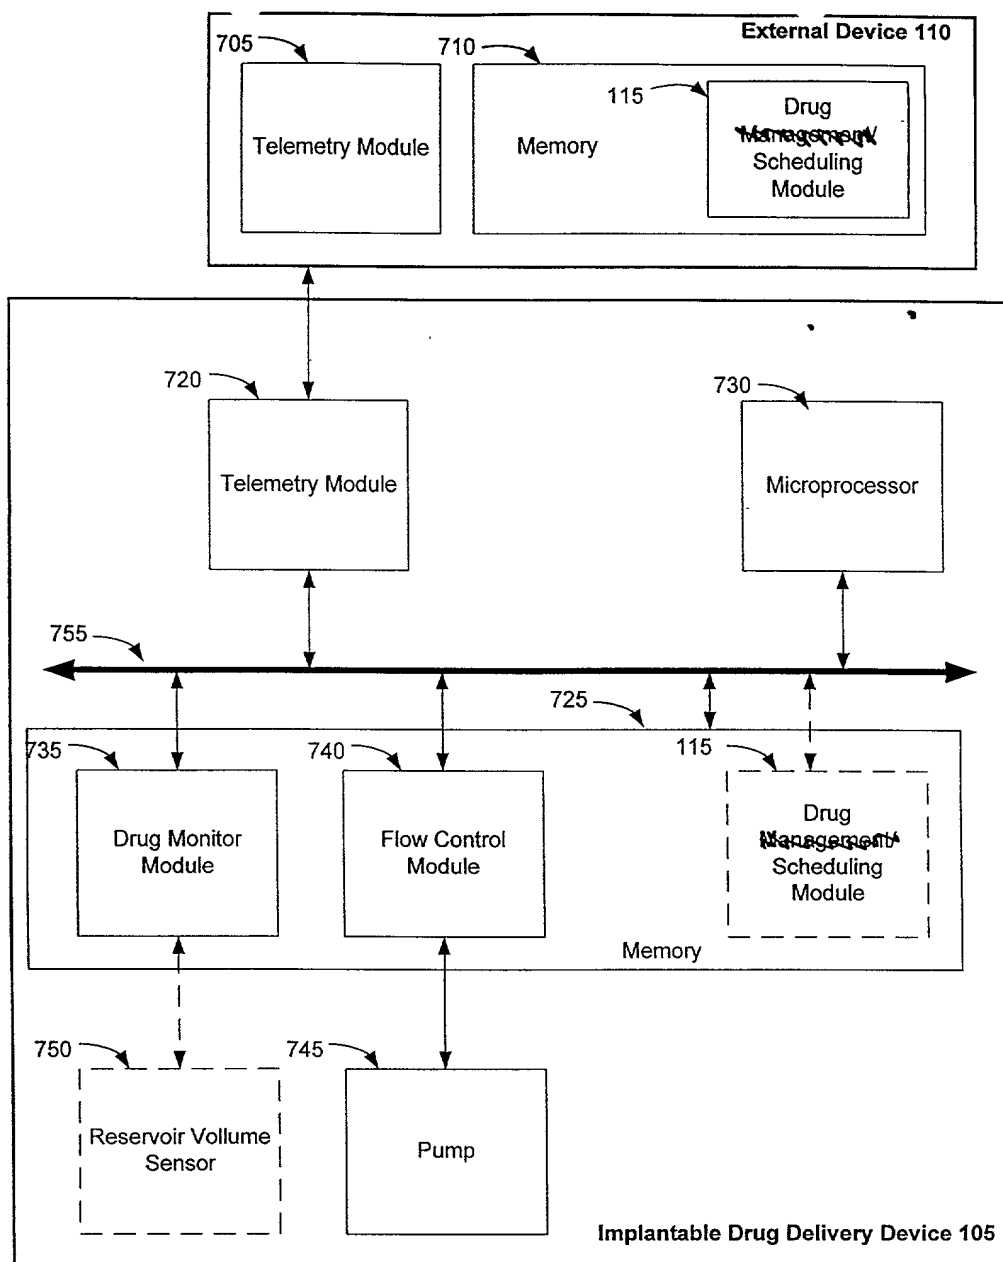 External Device 110
705
710
115
Telemetry Module
Memory
Drug
Management/
Scheduling
Module
720
730
Telemetry Module
Microprocessor
755
725
735
740
115
Drug Monitor
Module
Flow Control
Module
Drug
Management/
Scheduling
Module
Memory
750
745
Reservoir Vollume
Sensor
Pump
Implantable Drug Delivery Device 105